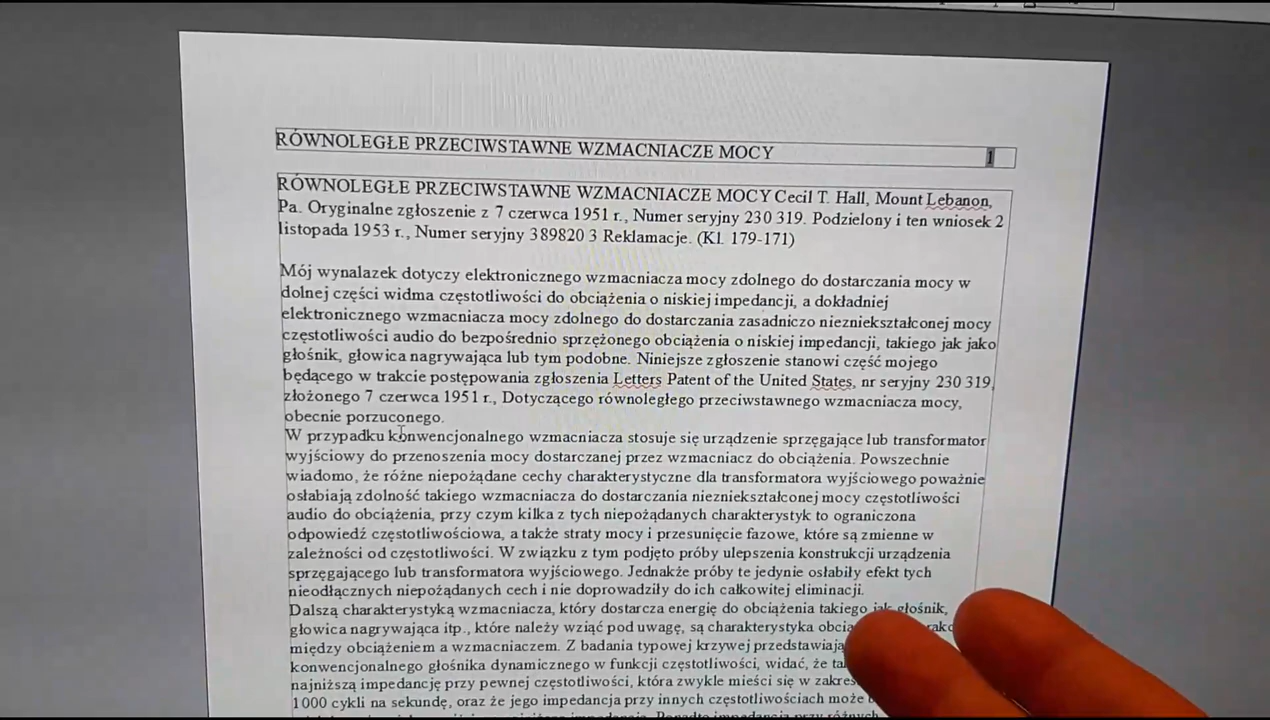 RÓWNOLEGŁE PRZECIWSTAWNE WZMACNIACZE MOCY 1
RÓWNOLEGŁE PRZECIWSTAWNE WZMACNIACZE MOCY Cecil T. Hall, Mount Lebanon,
Pa. Oryginalne zgłoszenie z 7 czerwca 1951 r., Numer seryjny 230 319. Podzielony i ten wniosek 2
listopada 1953 r., Numer seryjny 389820 3 Reklamacje. (Kl. 179-171)
Mój wynalazek dotyczy elektronicznego wzmacniacza mocy zdolnego do dostarczania mocy w
dolnej części widma częstotliwości do obciążenia o niskiej impedancji, a dokładniej
elektronicznego wzmacniacza mocy zdolnego do dostarczania zasadniczo niezniekształconej mocy
częstotliwości audio do bezpośrednio sprzężonego obciążenia o niskiej impedancji, takiego jak jako
głośnik, głowica nagrywająca lub tym podobne. Niniejsze zgłoszenie stanowi część mojego
będącego w trakcie postępowania zgłoszenia Letters Patent of the United States, nr seryjny 230 319,
złożonego 7 czerwca 1951 r., Dotyczącego równoległego przeciwstawnego wzmacniacza mocy,
obecnie porzuconego.
W przypadku konwencjonalnego wzmacniacza stosuje się urządzenie sprzęgające lub transformator
wyjściowy do przenoszenia mocy dostarczanej przez wzmacniacz do obciążenia. Powszechnie
wiadomo, że różne niepożądane cechy charakterystyczne dla transformatora wyjściowego poważnie
osłabiają zdolność takiego wzmacniacza do dostarczania niezniekształconej mocy częstotliwości
audio do obciążenia, przy czym kilka z tych niepożądanych charakterystyk to ograniczona
odpowiedź częstotliwościowa, a także straty mocy i przesunięcie fazowe, które są zmienne w
zależności od częstotliwości. W związku z tym podjęto próby ulepszenia konstrukcji urządzenia
sprzęgającego lub transformatora wyjściowego. Jednakże próby te jedynie osłabiły efekt tych
nieodłącznych niepożądanych cech i nie doprowadziły do ich całkowitej eliminacji.
Dalszą charakterystyką wzmacniacza, który dostarcza energię do obciążenia takiego jak głośnik,
głowica nagrywająca itp., które należy wziąć pod uwagę, są charakterystyka
między obciążeniem a wzmacniaczem. Z badania typowej krzywej
konwencjonalnego głośnika dynamicznego w funkcji częstotliwości, widać, że
najniższą impedancję przy pewnej częstotliwości, która zwykle mieści się w
1000 cykli na sekundę, oraz że jego impedancja przy innych częstotliwościach może